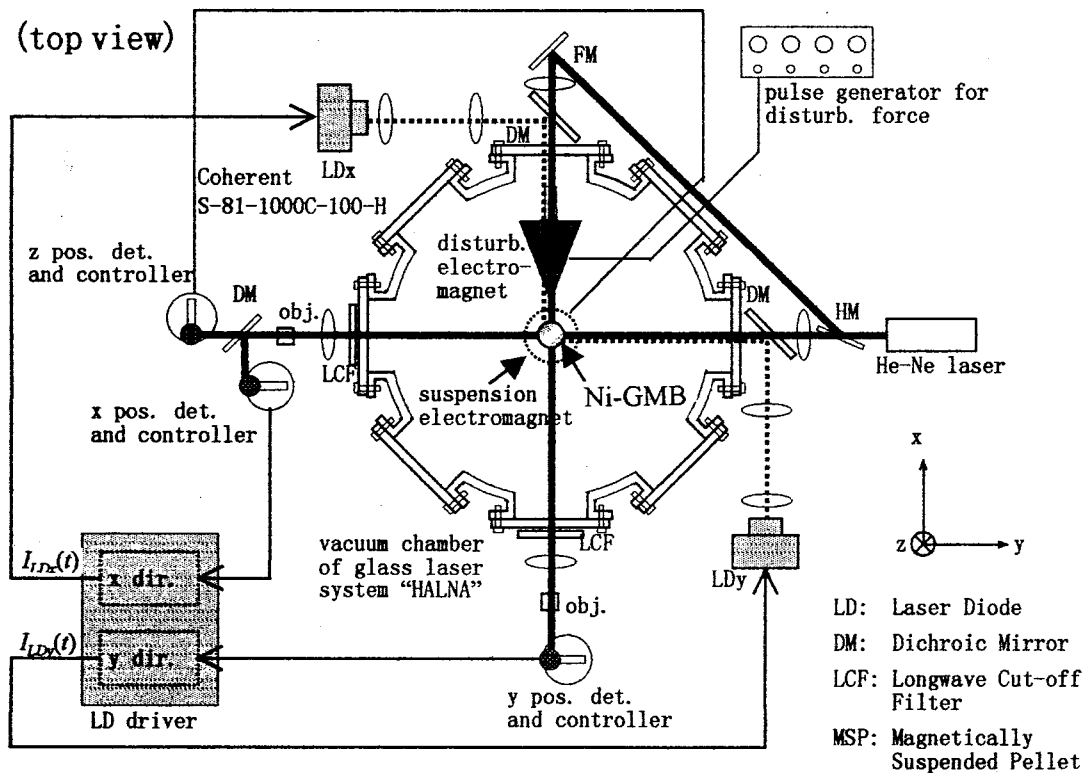 (top view)
FM
pulse generator for
disturb. force
DM
LDx
Coherent
S-81-1000C-100-H
z pos. det.
and controller
disturb.
electro-
magnet
DM
obj.
DM
HM
LCF
He-Ne laser
suspension
electromagnet
Ni-GMB
x pos. det.
and controller
x
z
y
vacuum chamber
of glass laser
system "HALNA"
LCF
LDy
I_LDx(t)
x dir.
obj.
I_LDy(t)
y dir.
LD driver
y pos. det.
and controller
LD: Laser Diode
DM: Dichroic Mirror
LCF: Longwave Cut-off
Filter
MSP: Magnetically
Suspended Pellet